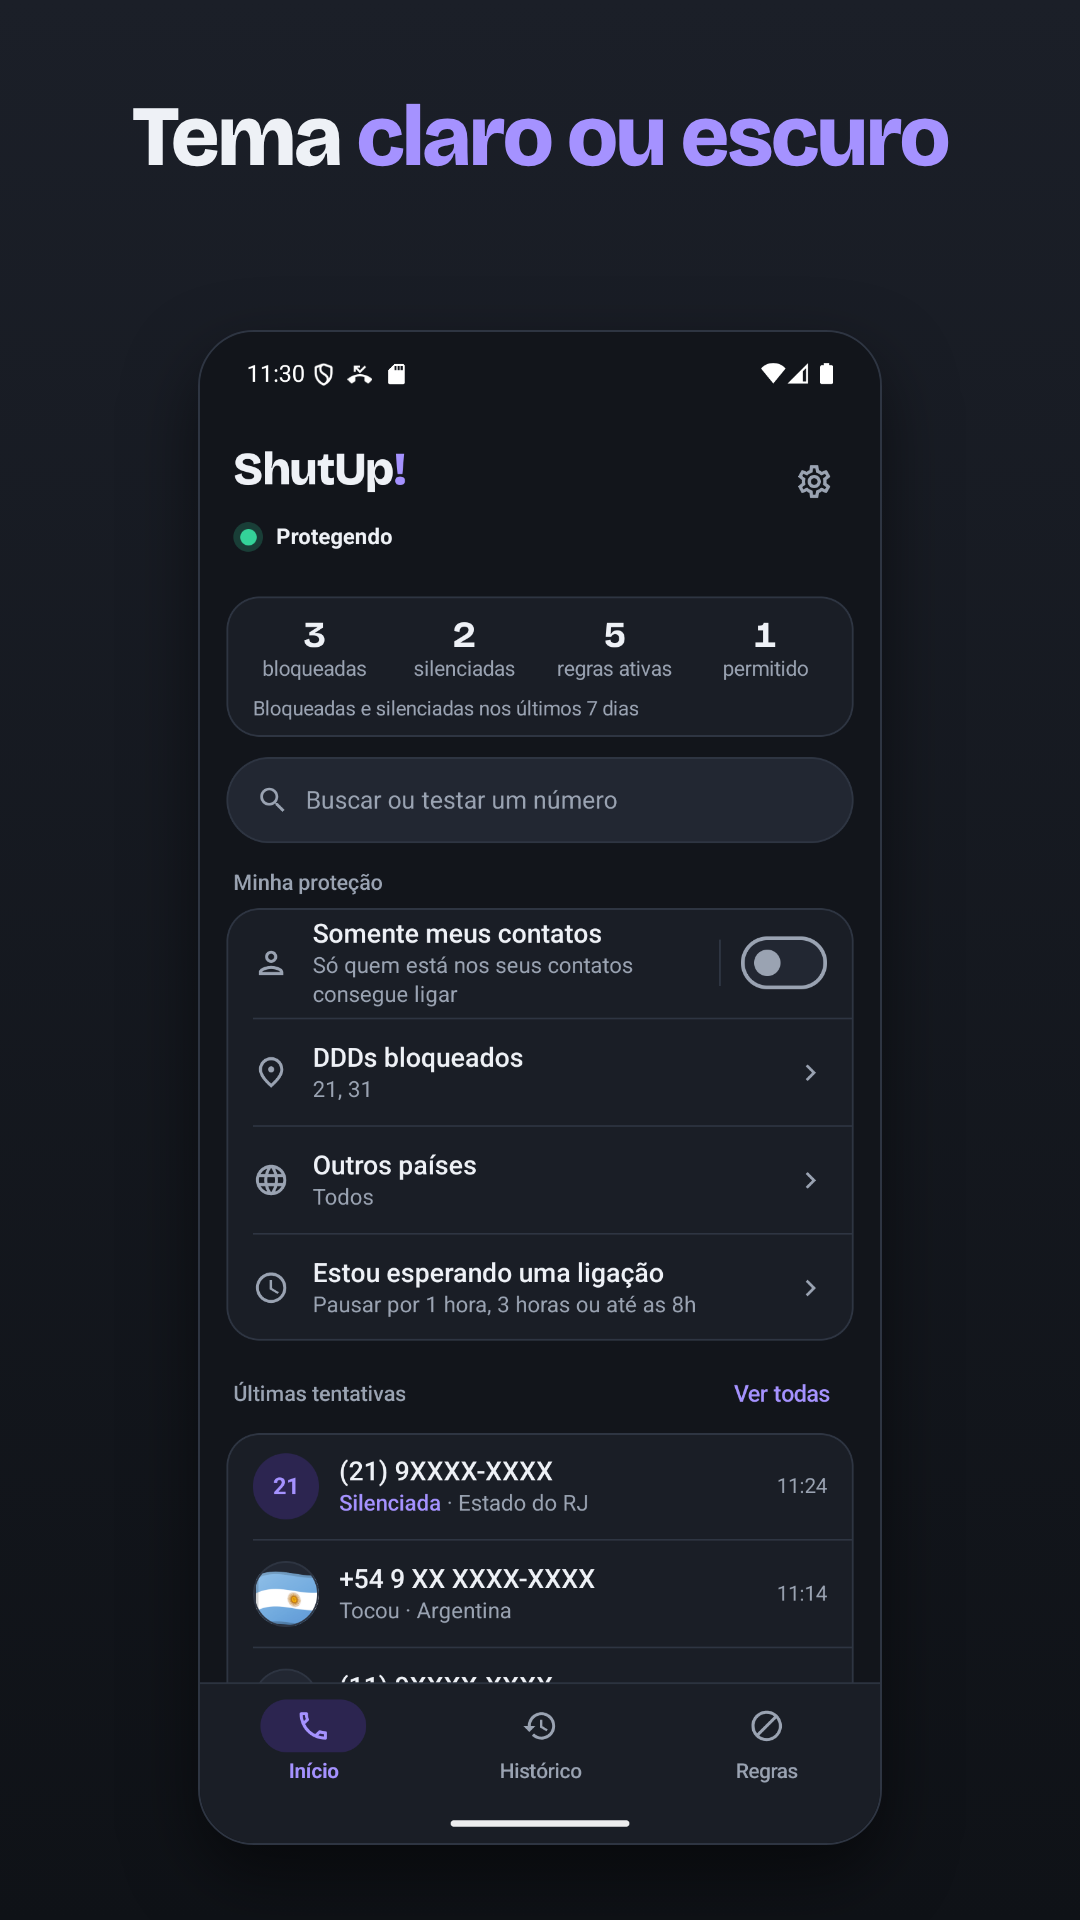 Tema claro ou escuro
11:30
ShutUp!
Protegendo
3 2 5 1
bloqueadas silenciadas regras ativas permitido
Bloqueadas e silenciadas nos últimos 7 dias
Buscar ou testar um número
Minha proteção
Somente meus contatos
Só quem está nos seus contatos
consegue ligar
DDDs bloqueados
21, 31
Outros países
Todos
Estou esperando uma ligação
Pausar por 1 hora, 3 horas ou até as 8h
Últimas tentativas Ver todas
21 (21) 9XXXX-XXXX 11:24
Silenciada · Estado do RJ
+54 9 XX XXXX-XXXX 11:14
Tocou · Argentina
Início Histórico Regras